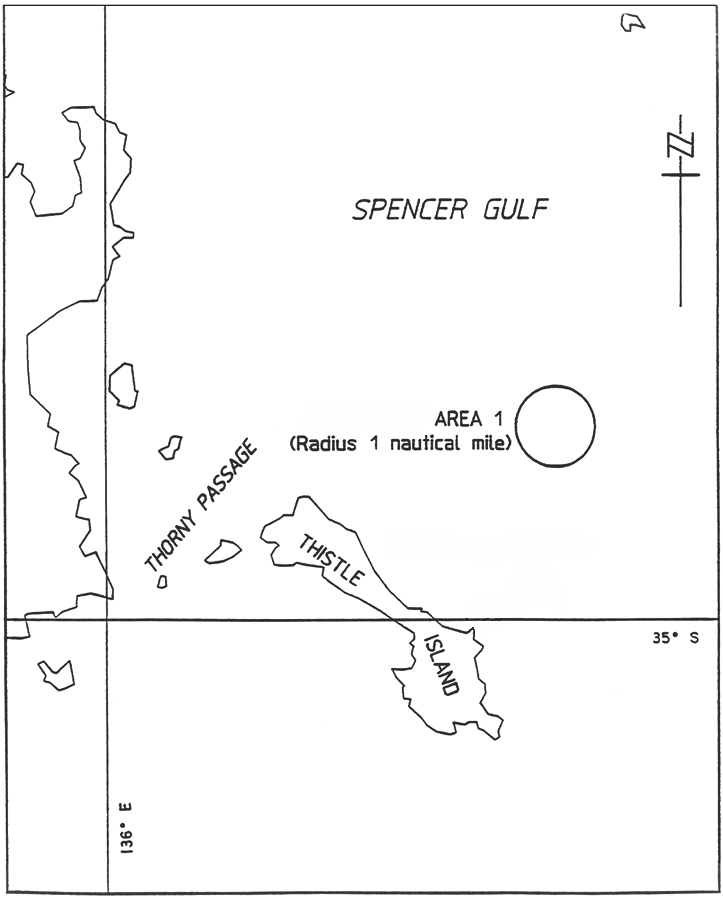 N
SPENCER GULF
AREA 1
(Radius 1 nautical mile)
THORNY PASSAGE
THISTLE
ISLAND
35° S
136° E